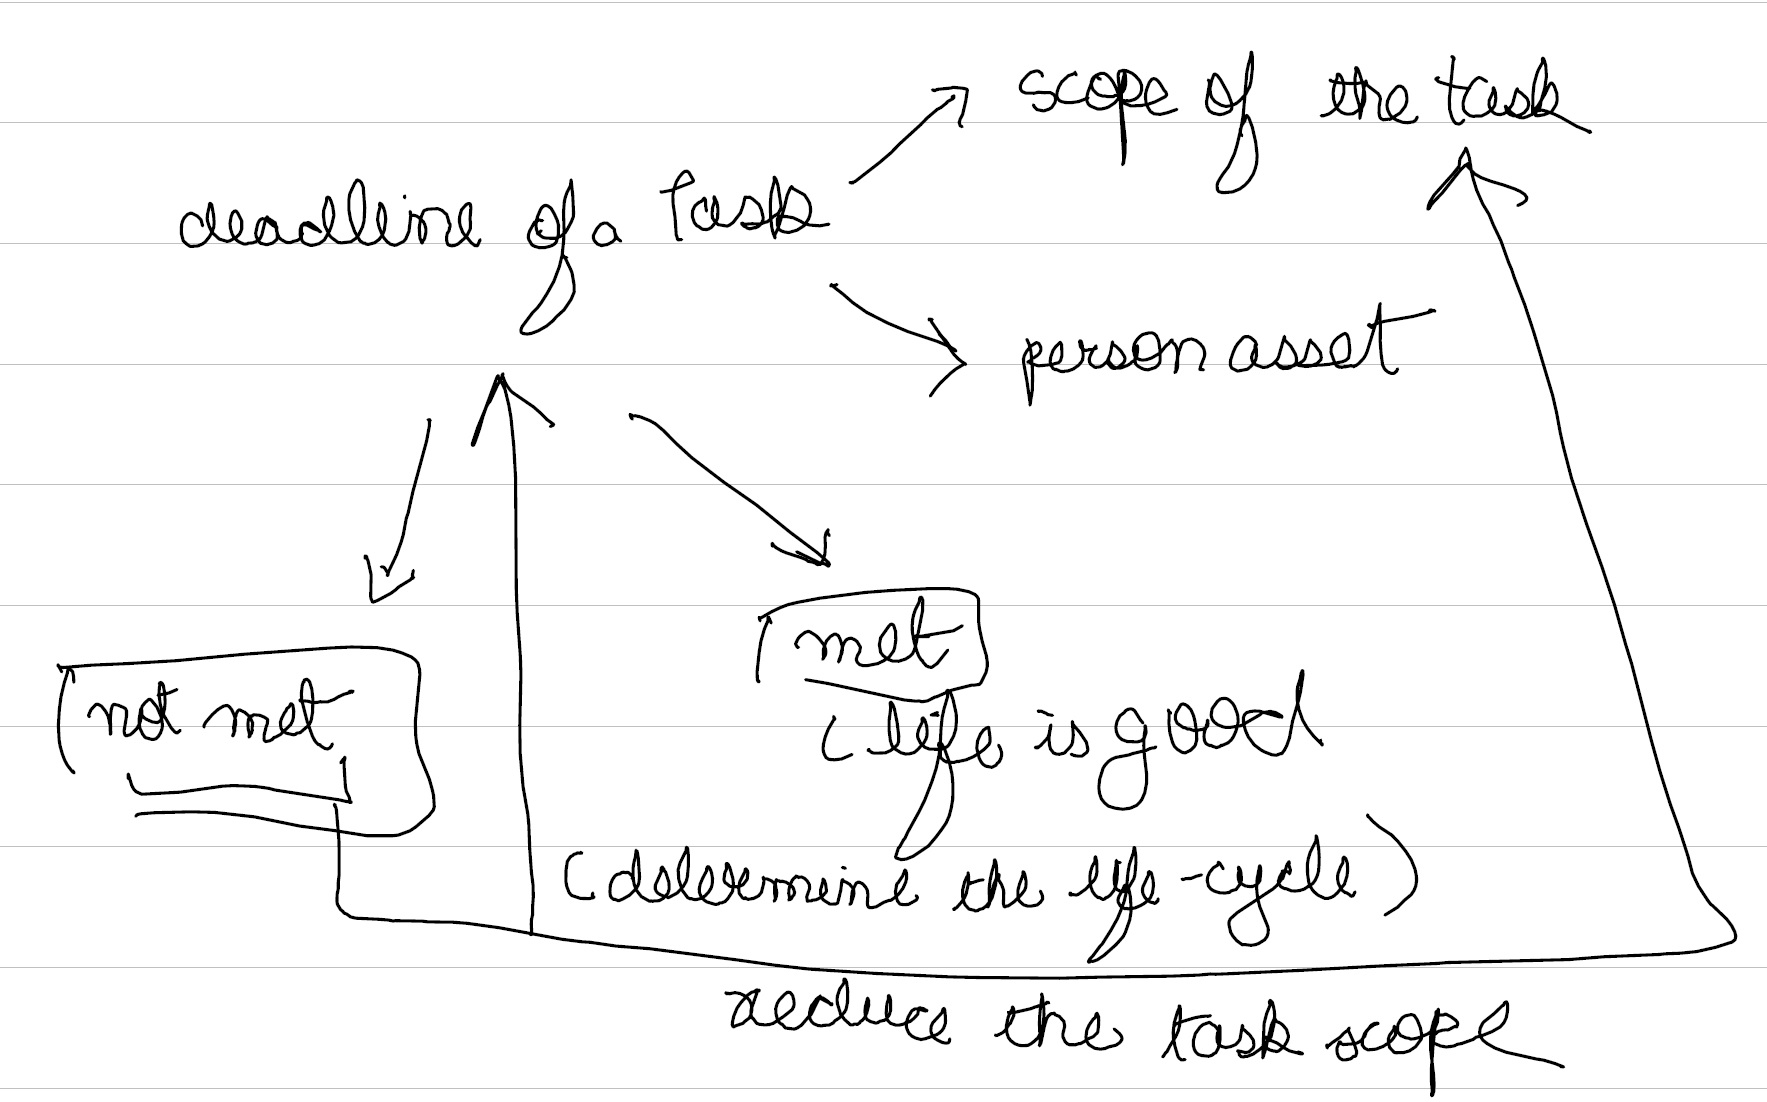 scope of the task
deadline of a Task
person asset
met
not met
(life is good
(determine the life-cycle)
reduce the task scope